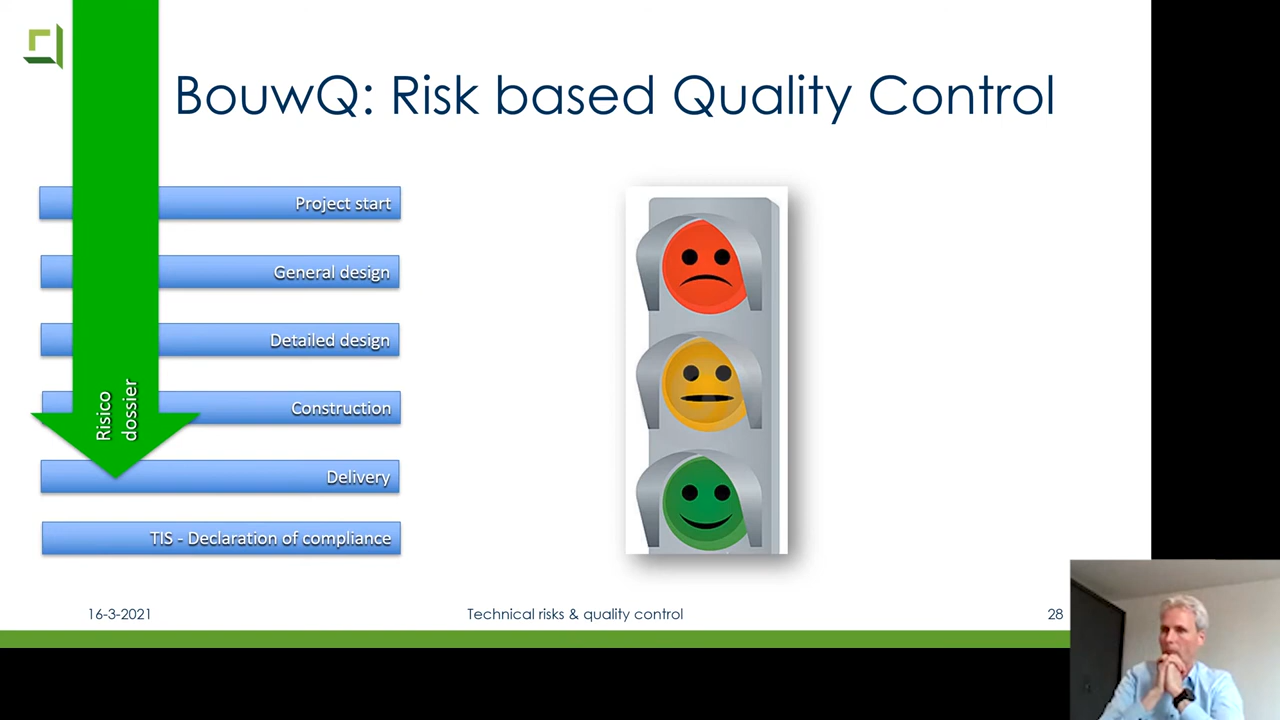 BouwQ: Risk based Quality Control
Project start
General design
Detailed design
Construction
Risico
dossier
Delivery
TIS - Declaration of compliance
16-3-2021
Technical risks & quality control
28